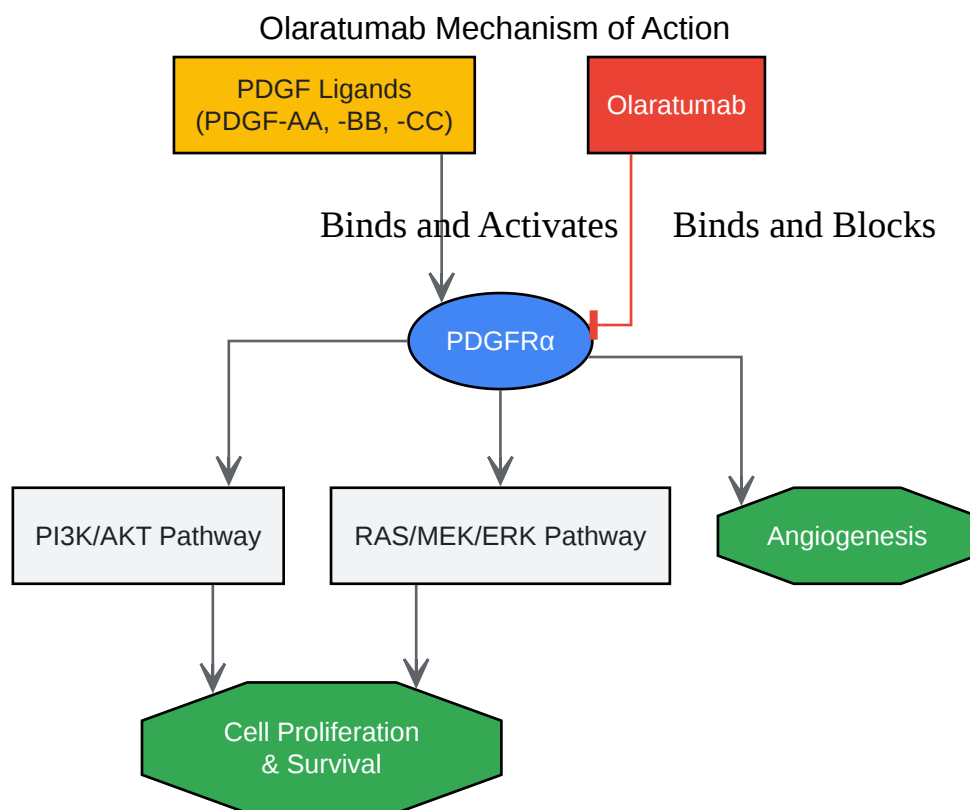 Olaratumab Mechanism of Action
PDGF Ligands
(PDGF-AA, -BB, -CC)
Olaratumab
Binds and Activates
Binds and Blocks
PDGFRα
PI3K/AKT Pathway
RAS/MEK/ERK Pathway
Angiogenesis
Cell Proliferation
& Survival